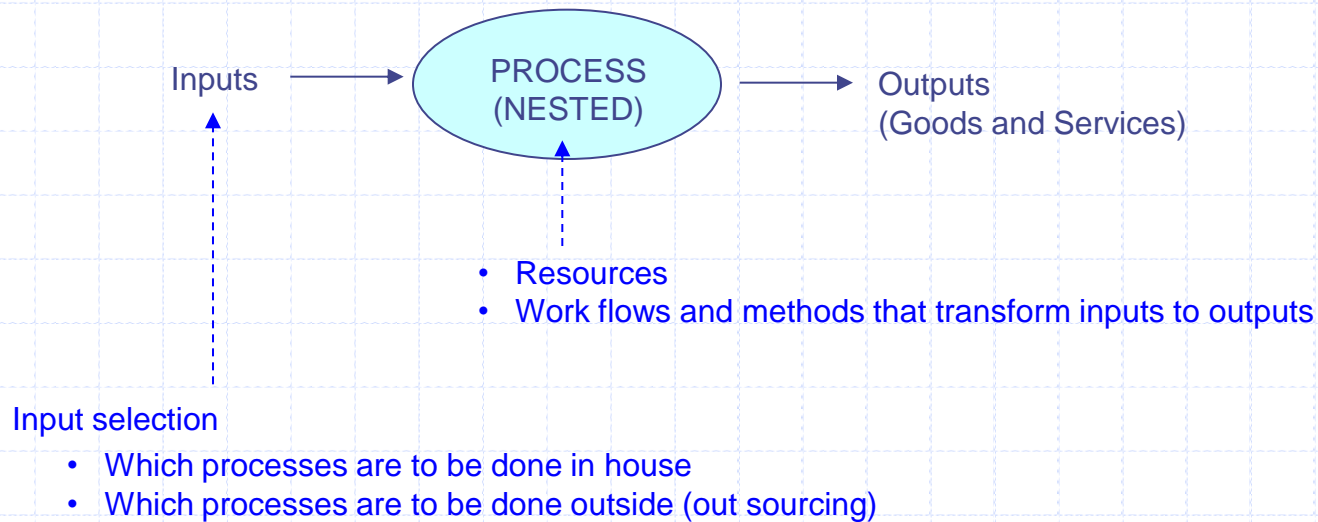 Inputs
PROCESS
(NESTED)
Outputs
(Goods and Services)
• Resources
• Work flows and methods that transform inputs to outputs
Input selection
• Which processes are to be done in house
• Which processes are to be done outside (out sourcing)